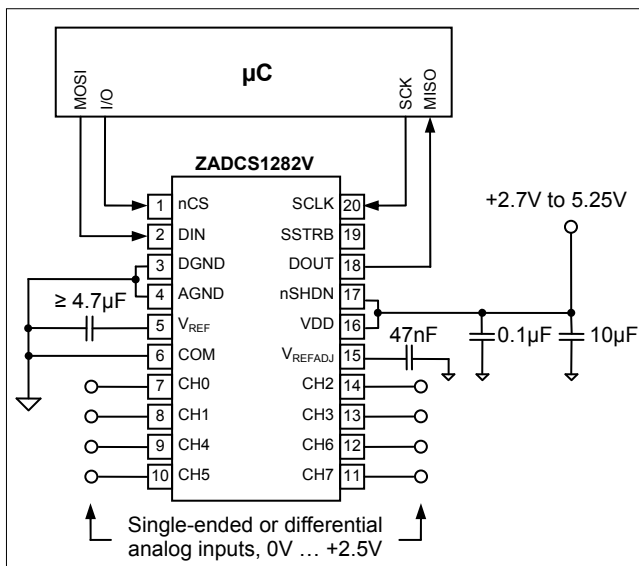 µC
MOSI
I/O
SCK
MISO
ZADCS1282V
1 nCS SCLK 20
2 DIN SSTRB 19
3 DGND DOUT 18
4 AGND nSHDN 17
5 VREF VDD 16
6 COM VREFADJ 15
7 CH0 CH2 14
8 CH1 CH3 13
9 CH4 CH6 12
10 CH5 CH7 11
+2.7V to 5.25V
≥ 4.7µF
47nF
0.1µF
10µF
Single-ended or differential
analog inputs, 0V … +2.5V